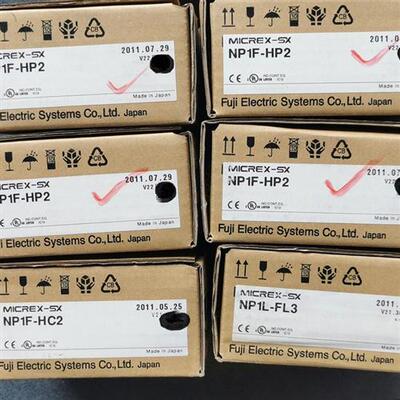 MICREX-SX
2011.07.29
NP1F-HP2
V22
Made in Japan
Fuji Electric Systems Co., Ltd. Japan
MICREX-SX
NP1F-HP2
Made in Japan
Fuji Electric Systems Co., Ltd. Japan
MICREX-SX
2011.07.29
NP1F-HP2
V22
Made in Japan
Fuji Electric Systems Co., Ltd. Japan
MICREX-SX
2011.07
NP1F-HP2
V22
Made in Japan
Fuji Electric Systems Co., Ltd. Japan
MICREX-SX
2011.05.25
NP1F-HC2
Made in Japan
Fuji Electric Systems Co., Ltd. Japan
MICREX-SX
2011.
NP1L-FL3
Made in Japan
Fuji Electric Systems Co., Ltd. Japan